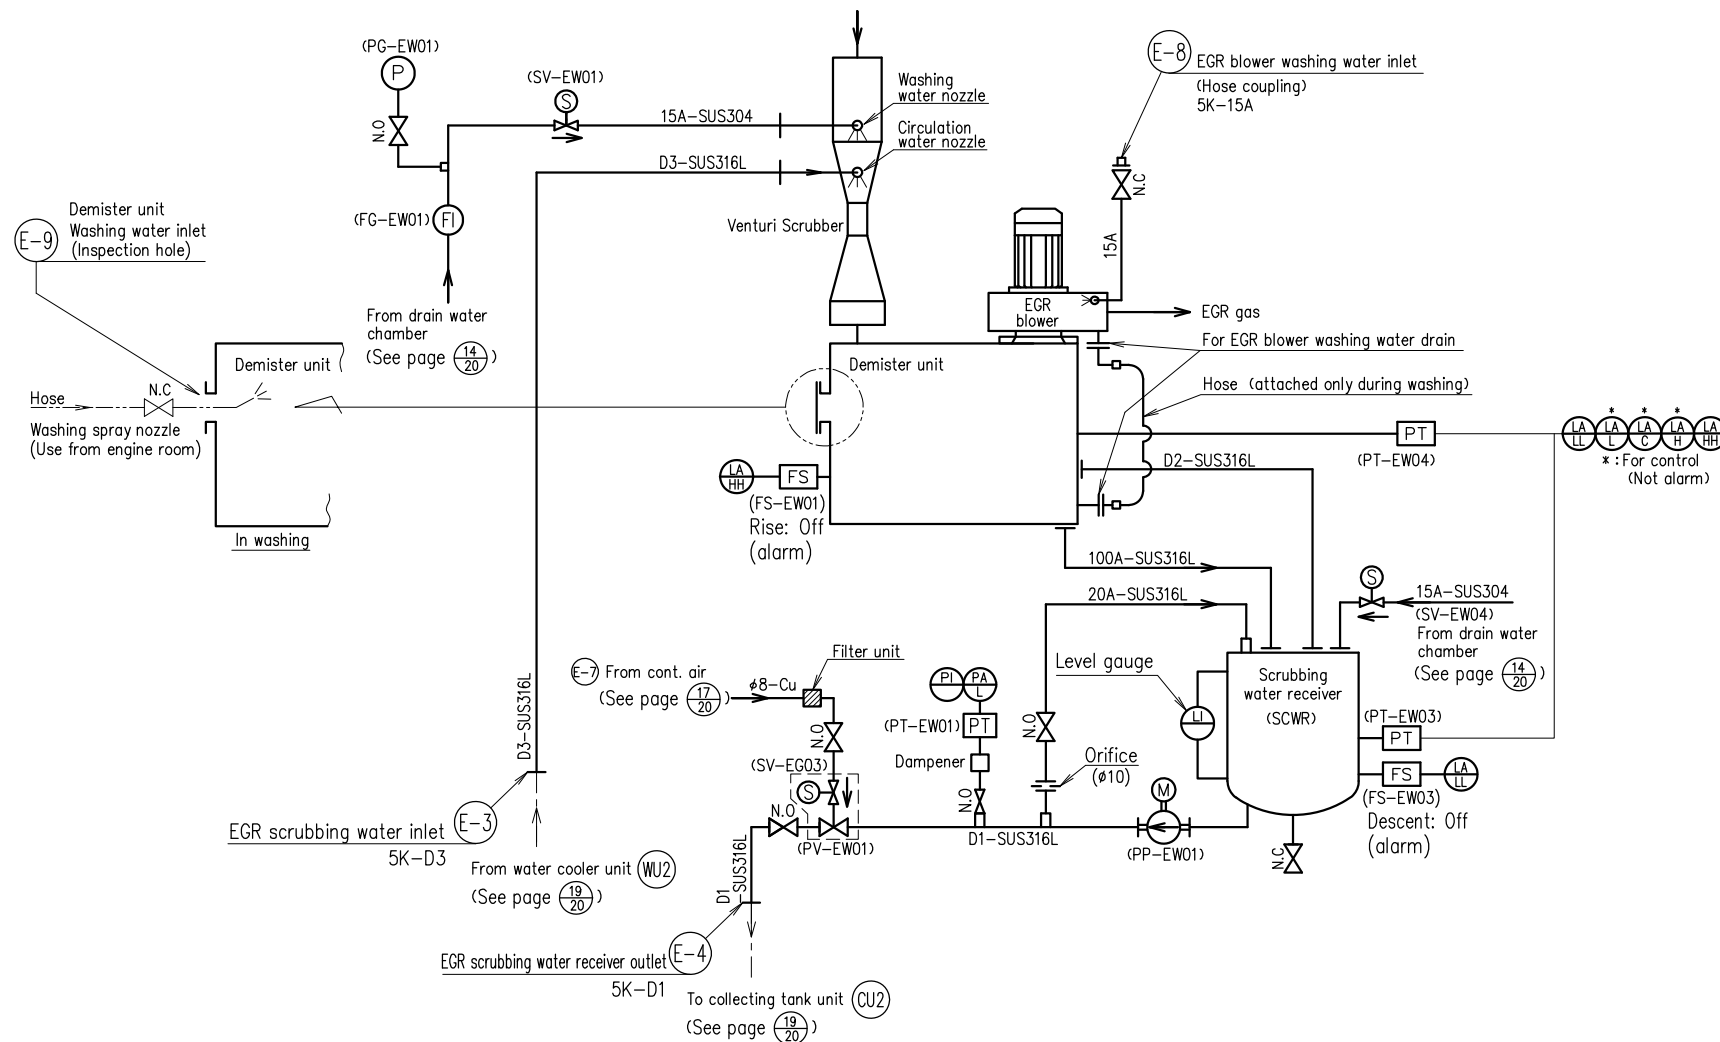 (PG-EW01)
P
N.O
(SV-EW01)
S
15A-SUS304
D3-SUS316L
Washing
water nozzle
Circulation
water nozzle
E-8
EGR blower washing water inlet
(Hose coupling)
5K-15A
N.C
15A
(FG-EW01)
FI
Venturi Scrubber
E-9
Demister unit
Washing water inlet
(Inspection hole)
From drain water
chamber
(See page 14/20)
EGR
blower
EGR gas
For EGR blower washing water drain
Hose (attached only during washing)
Demister unit
N.C
Hose
Washing spray nozzle
(Use from engine room)
In washing
Demister unit
LA
HH
FS
(FS-EW01)
Rise: Off
(alarm)
PT
(PT-EW04)
* * *
LA LA LA LA LA
LL L C H HH
*:For control
(Not alarm)
D2-SUS316L
100A-SUS316L
20A-SUS316L
S
15A-SUS304
(SV-EW04)
From drain water
chamber
(See page 14/20)
Filter unit
E-7 From cont. air
(See page 17/20)
φ8-Cu
N.O
(SV-EG03)
S
N.O
(PV-EW01)
PI
PA
L
(PT-EW01)
PT
Dampener
N.O
N.O
Orifice
(φ10)
Level gauge
LI
Scrubbing
water receiver
(SCWR)
(PT-EW03)
PT
FS
LA
LL
(FS-EW03)
Descent: Off
(alarm)
N.C
M
(PP-EW01)
D1-SUS316L
D3-SUS316L
E-3
EGR scrubbing water inlet
5K-D3
From water cooler unit WU2
(See page 19/20)
D1
-SUS316L
E-4
EGR scrubbing water receiver outlet
5K-D1
To collecting tank unit CU2
(See page 19/20)